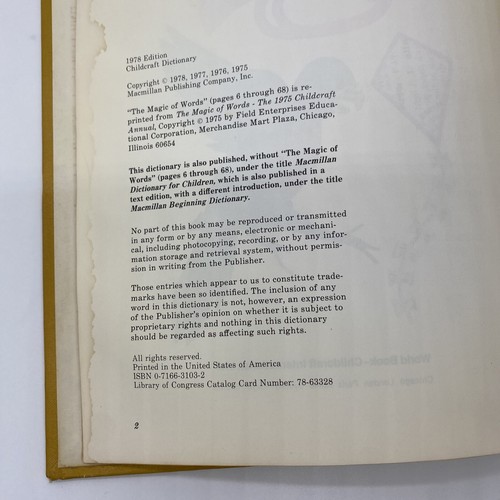 1978 Edition
Childcraft Dictionary
Copyright © 1978, 1977, 1976, 1975
Macmillan Publishing Company, Inc.
"The Magic of Words" (pages 6 through 68) is re-
printed from The Magic of Words - The 1975 Childcraft
Annual, Copyright © 1975 by Field Enterprises Educa-
tional Corporation, Merchandise Mart Plaza, Chicago,
Illinois 60654
This dictionary is also published, without "The Magic of
Words" (pages 6 through 68), under the title Macmillan
Dictionary for Children, which is also published in a
text edition, with a different introduction, under the title
Macmillan Beginning Dictionary.
No part of this book may be reproduced or transmitted
in any form or by any means, electronic or mechani-
cal, including photocopying, recording, or by any infor-
mation storage and retrieval system, without permis-
sion in writing from the Publisher.
Those entries which appear to us to constitute trade-
marks have been so identified. The inclusion of any
word in this dictionary is not, however, an expression
of the Publisher's opinion on whether it is subject to
proprietary rights and nothing in this dictionary
should be regarded as affecting such rights.
All rights reserved.
Printed in the United States of America
ISBN 0-7166-3103-2
Library of Congress Catalog Card Number: 78-63328
2